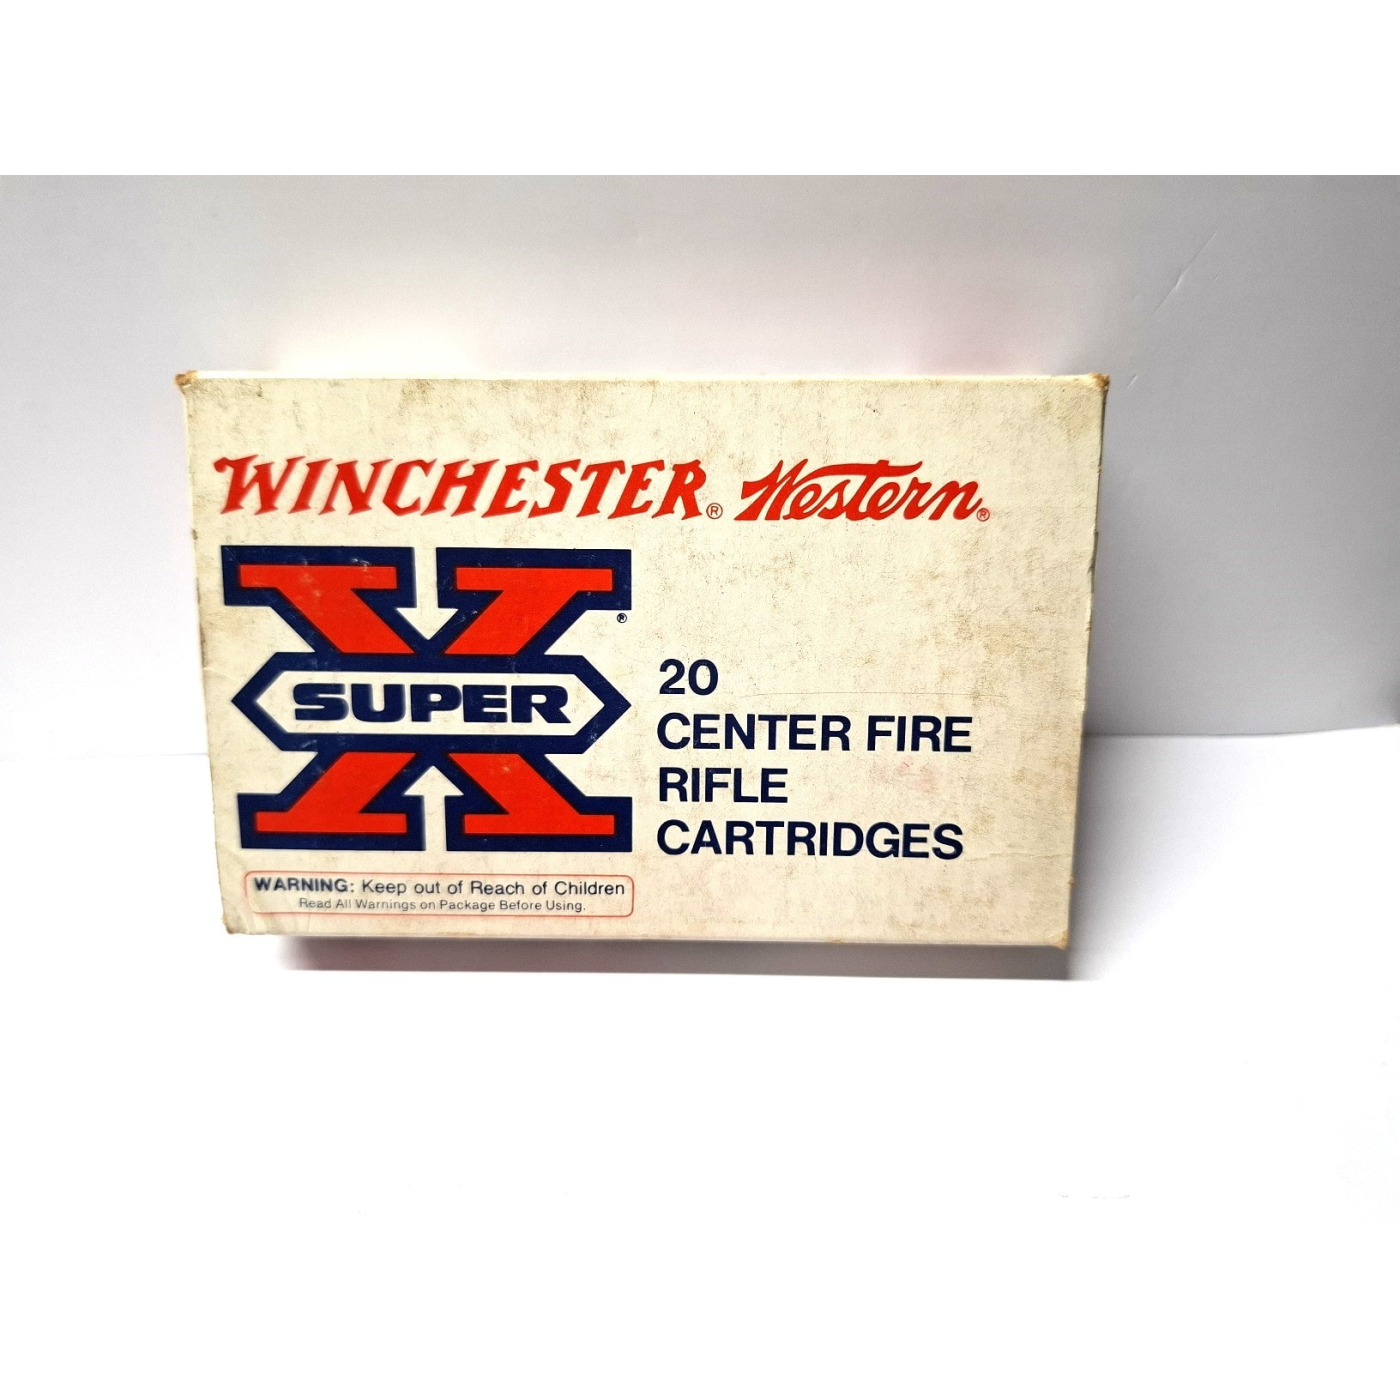 WINCHESTER® Western®
®
SUPER X
20
CENTER FIRE
RIFLE
CARTRIDGES
WARNING: Keep out of Reach of Children
Read All Warnings on Package Before Using.